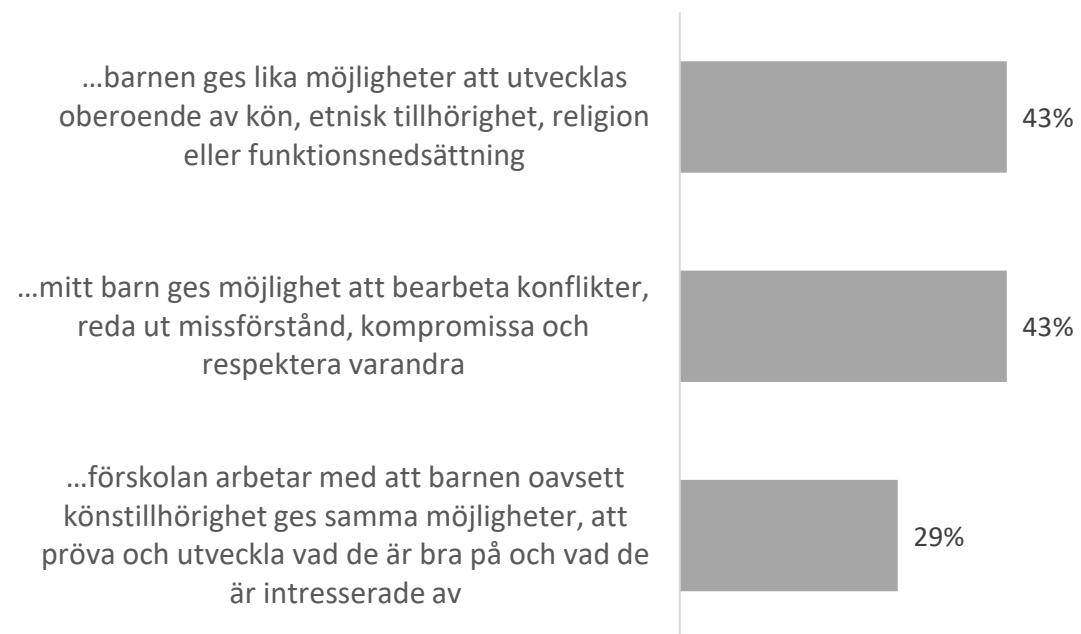 …barnen ges lika möjligheter att utvecklas
oberoende av kön, etnisk tillhörighet, religion
eller funktionsnedsättning
43%
…mitt barn ges möjlighet att bearbeta konflikter,
reda ut missförstånd, kompromissa och
respektera varandra
43%
…förskolan arbetar med att barnen oavsett
könstillhörighet ges samma möjligheter, att
pröva och utveckla vad de är bra på och vad de
är intresserade av
29%